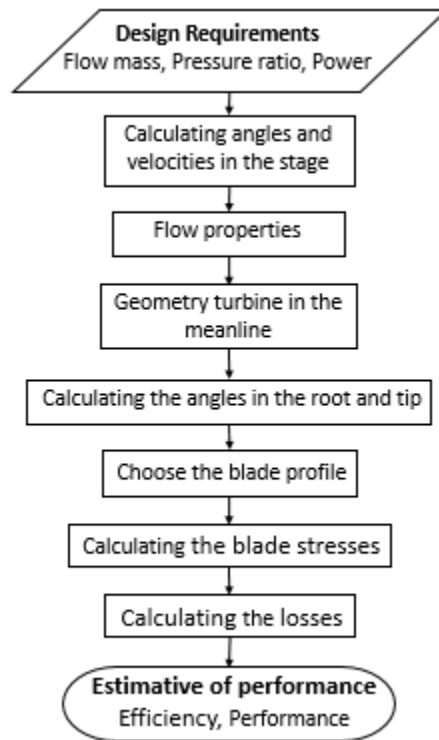 Design Requirements
Flow mass, Pressure ratio, Power
Calculating angles and
velocities in the stage
Flow properties
Geometry turbine in the
meanline
Calculating the angles in the root and tip
Choose the blade profile
Calculating the blade stresses
Calculating the losses
Estimative of performance
Efficiency, Performance